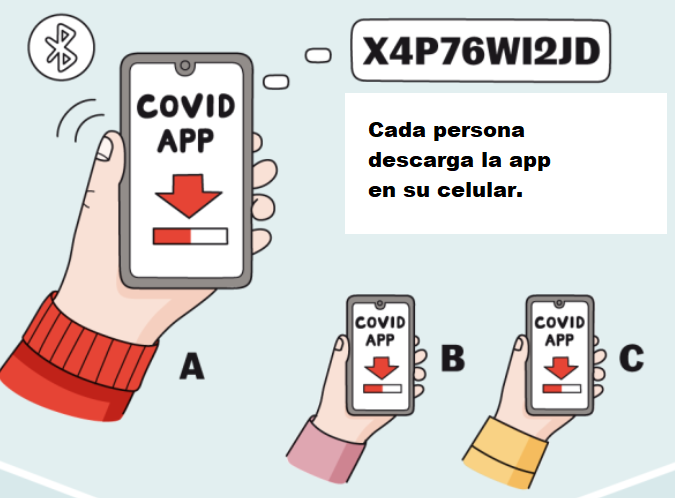 X4P76WI2JD
COVID
APP
Cada persona
descarga la app
en su celular.
A
COVID
APP
B
COVID
APP
C